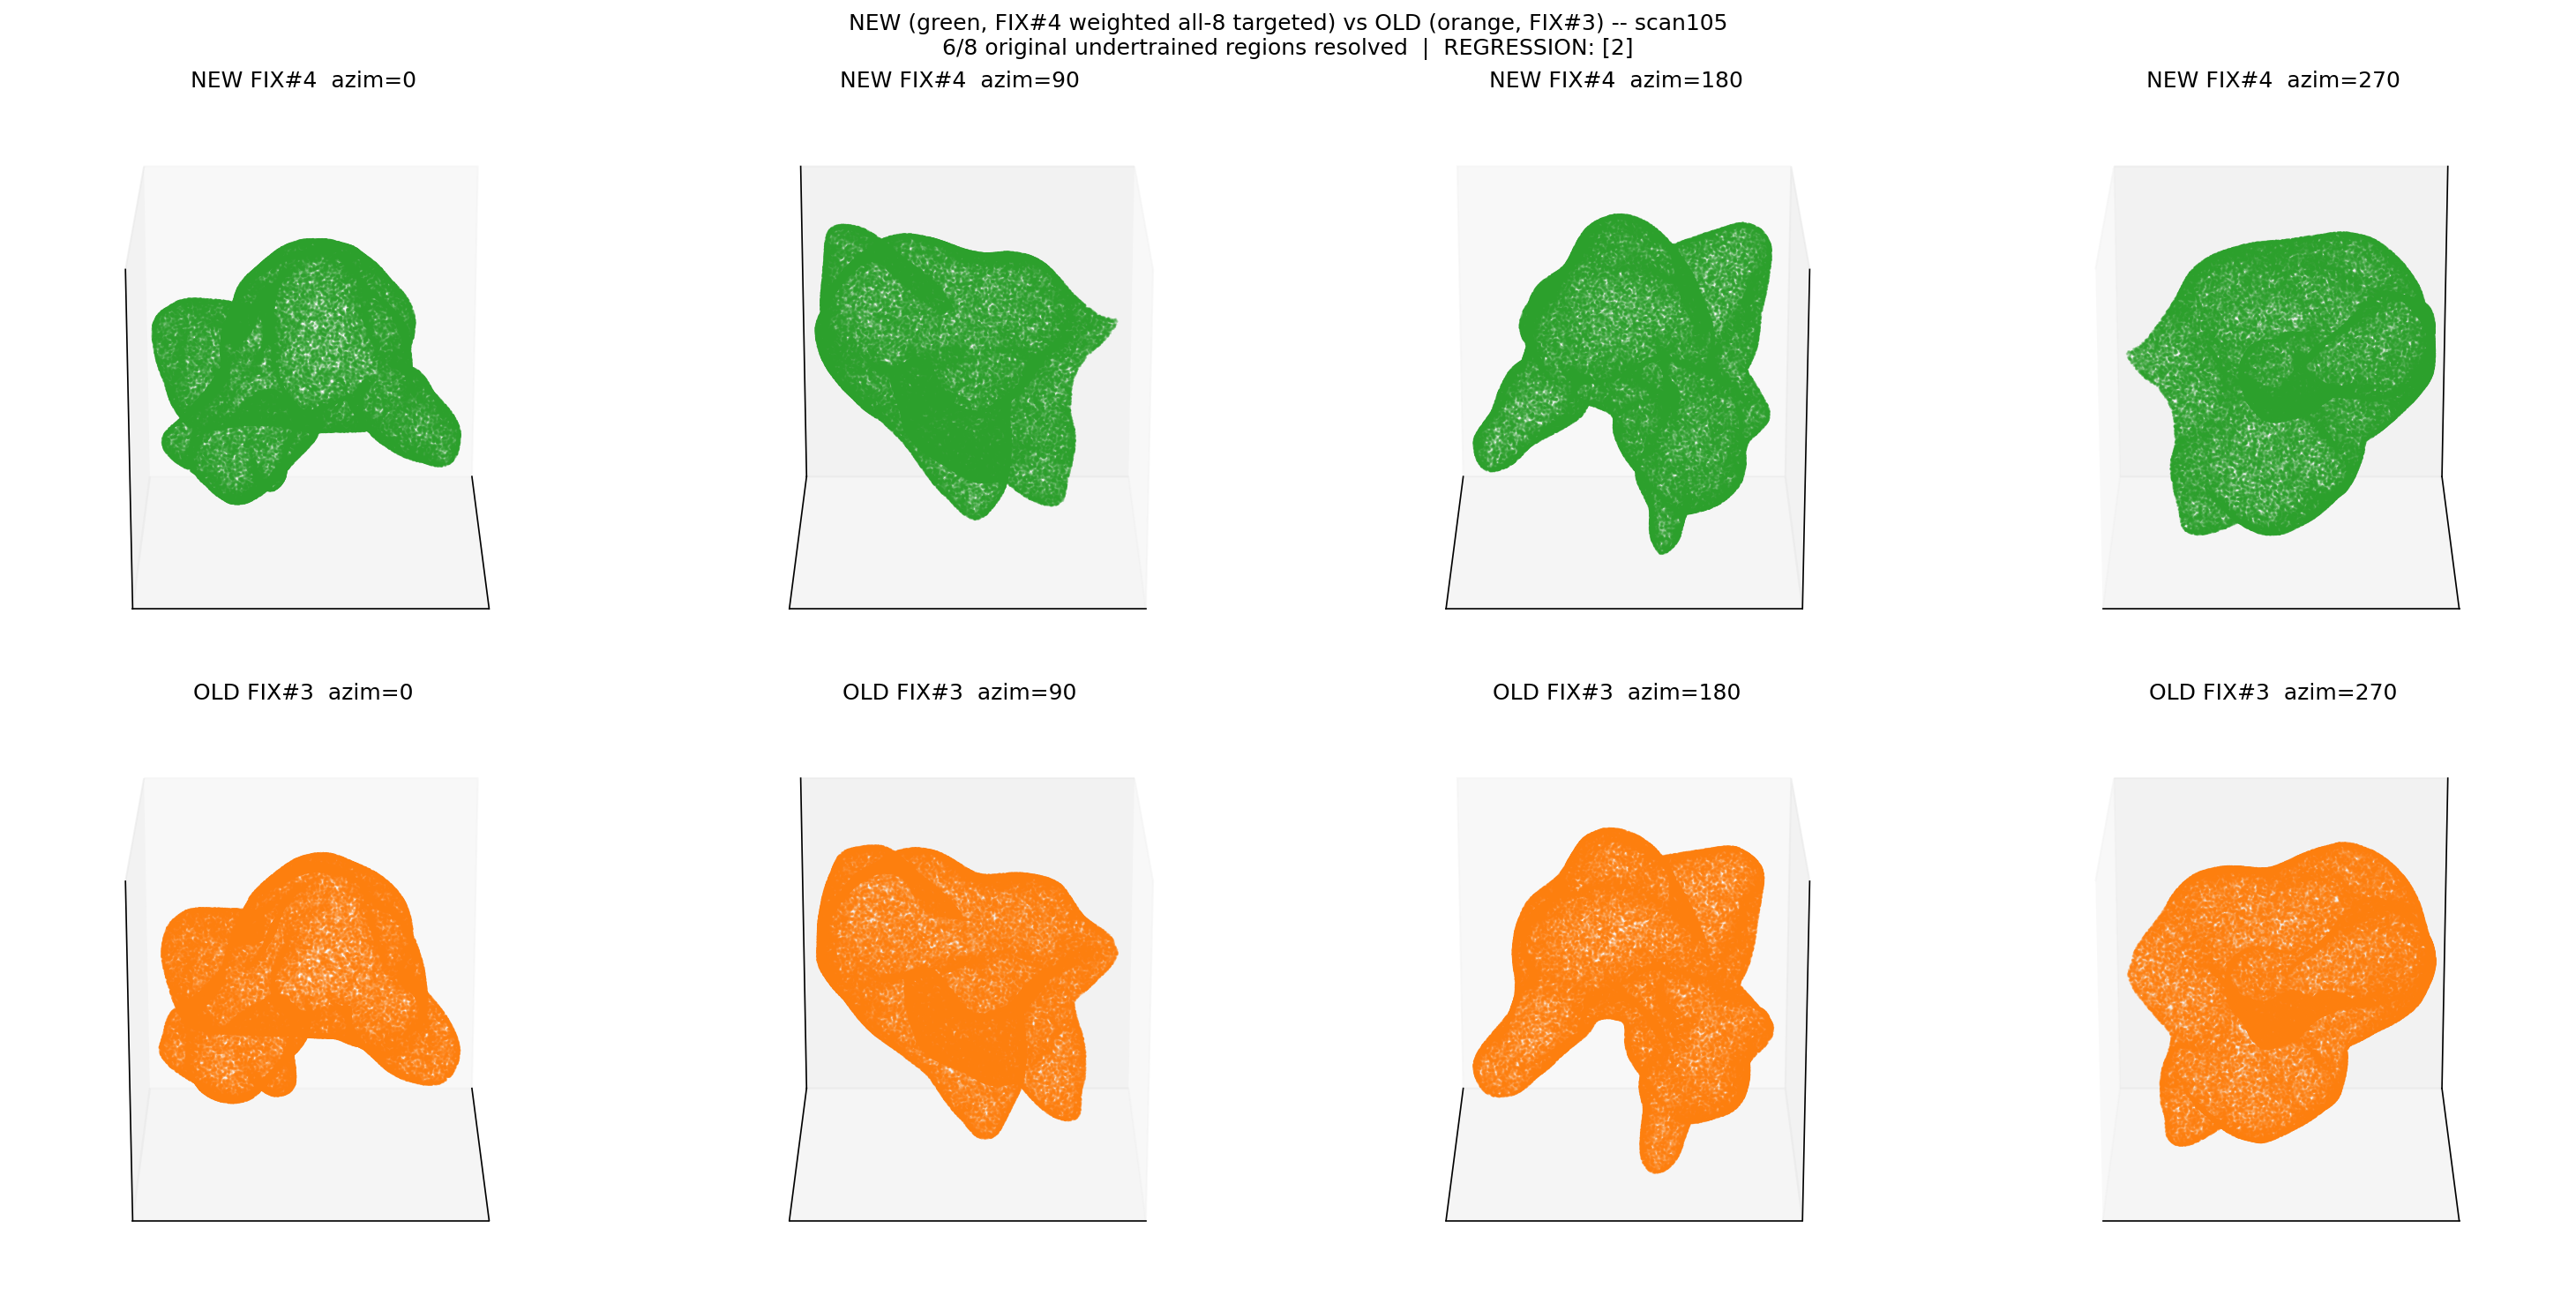 NEW (green, FIX#4 weighted all-8 targeted) vs OLD (orange, FIX#3) -- scan105
6/8 original undertrained regions resolved | REGRESSION: [2]
NEW FIX#4 azim=0
NEW FIX#4 azim=90
NEW FIX#4 azim=180
NEW FIX#4 azim=270
OLD FIX#3 azim=0
OLD FIX#3 azim=90
OLD FIX#3 azim=180
OLD FIX#3 azim=270